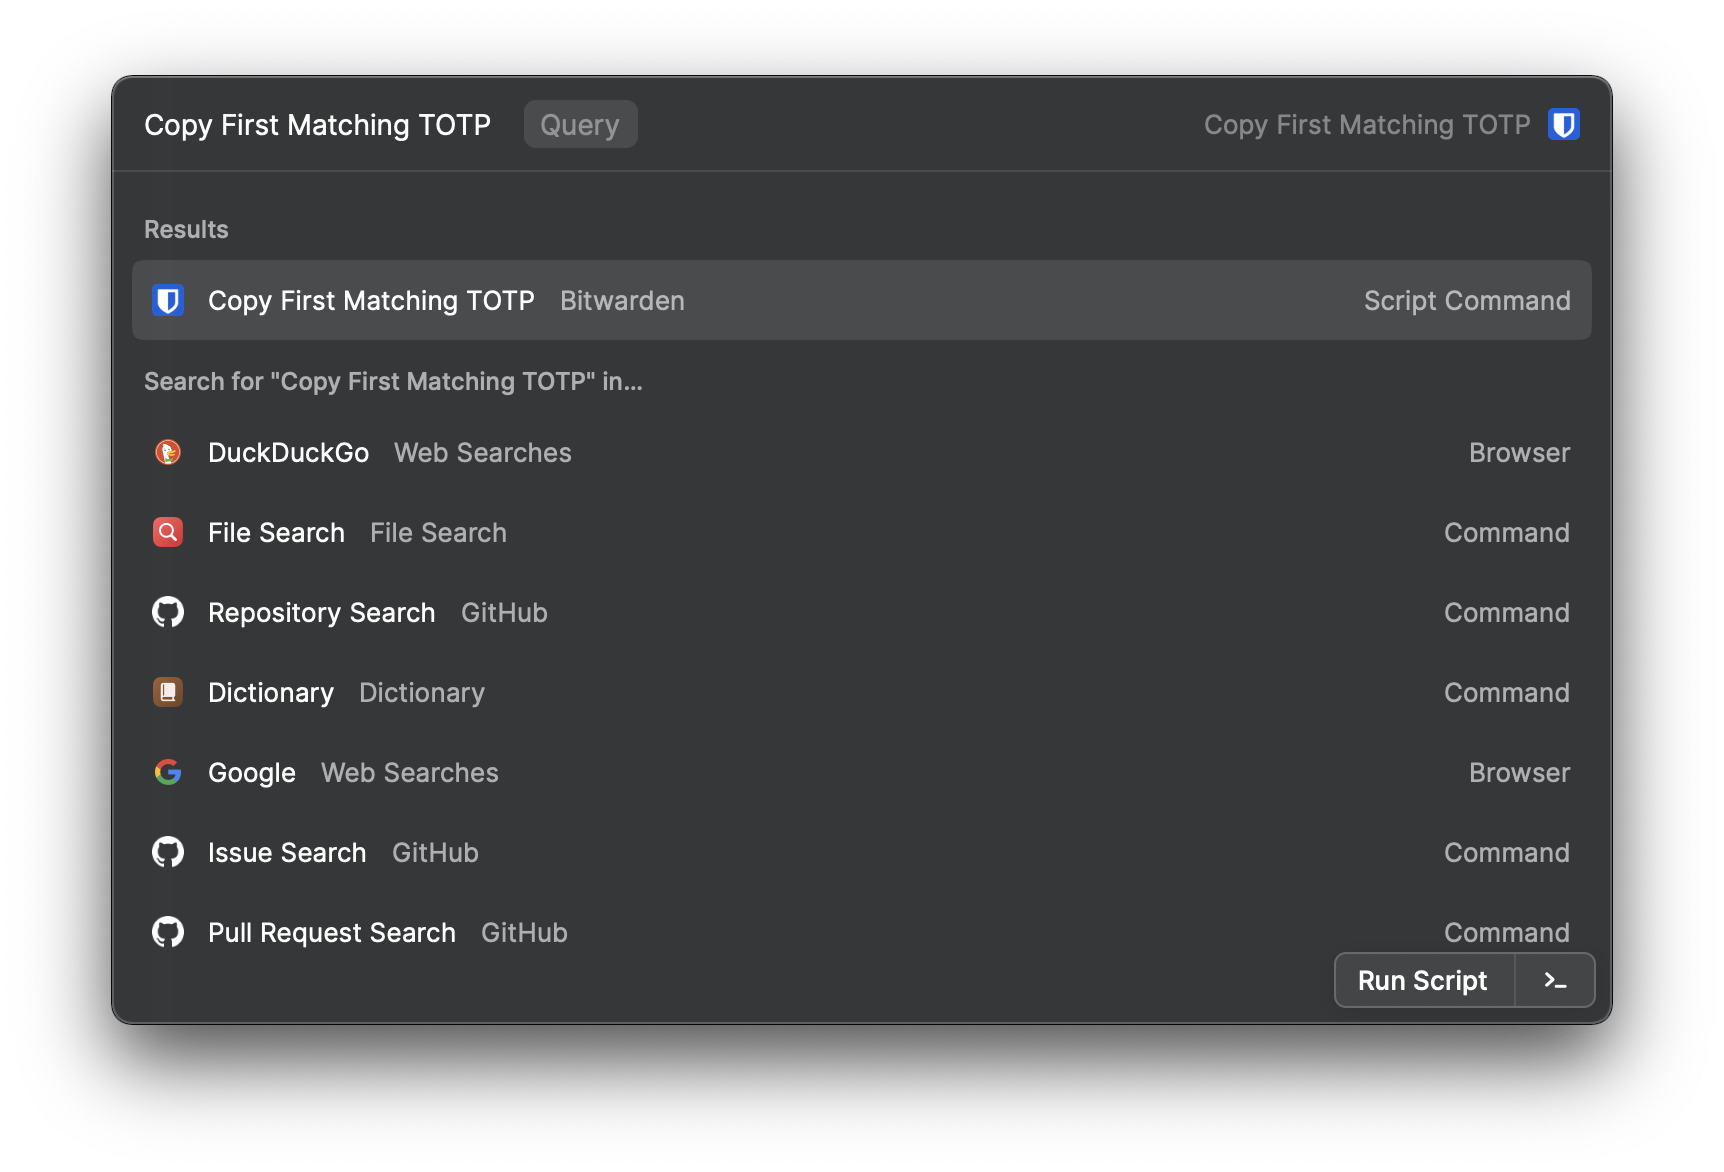 Copy First Matching TOTP Query Copy First Matching TOTP
Results
Copy First Matching TOTP Bitwarden Script Command
Search for "Copy First Matching TOTP" in...
DuckDuckGo Web Searches Browser
File Search File Search Command
Repository Search GitHub Command
Dictionary Dictionary Command
Google Web Searches Browser
Issue Search GitHub Command
Pull Request Search GitHub Command
Run Script >_